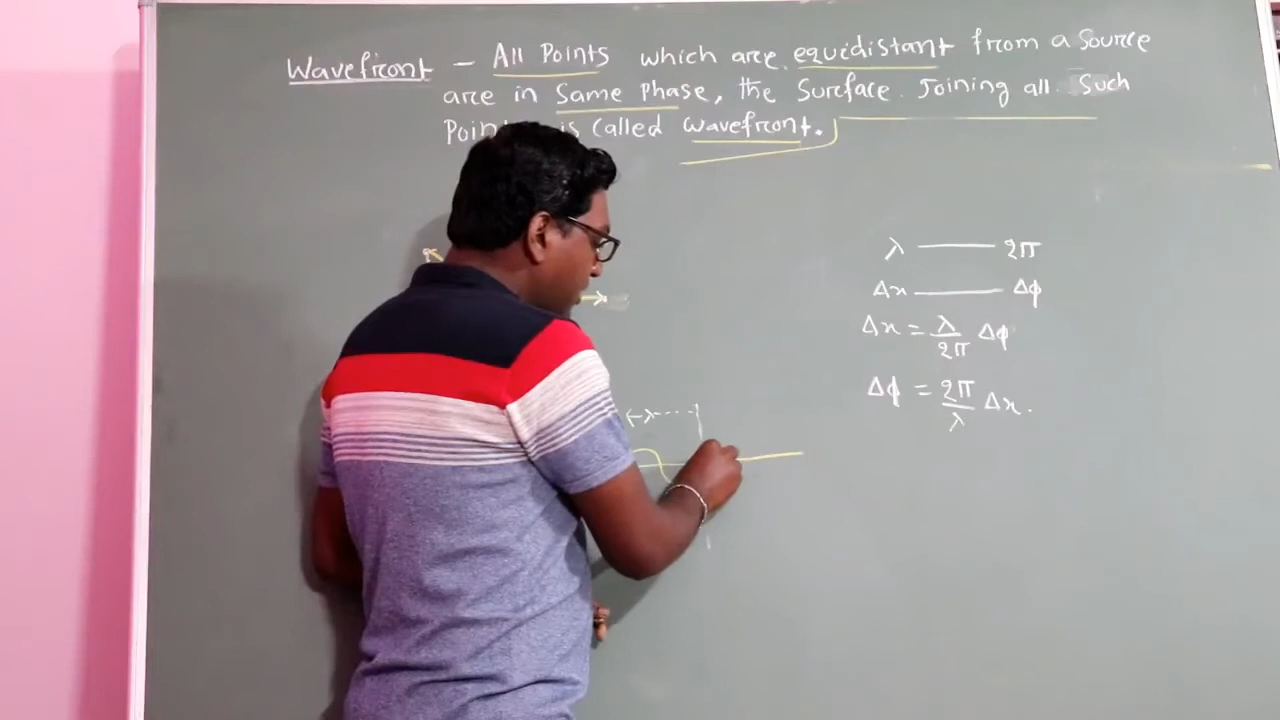 Wavefront - All Points which are equidistant from a Source
are in Same Phase, the Surface Joining all Such
is Called wavefront.
λ —— 2π
Δx —— Δφ
Δx = λ/2π Δφ
Δφ = 2π/λ Δx.
λ